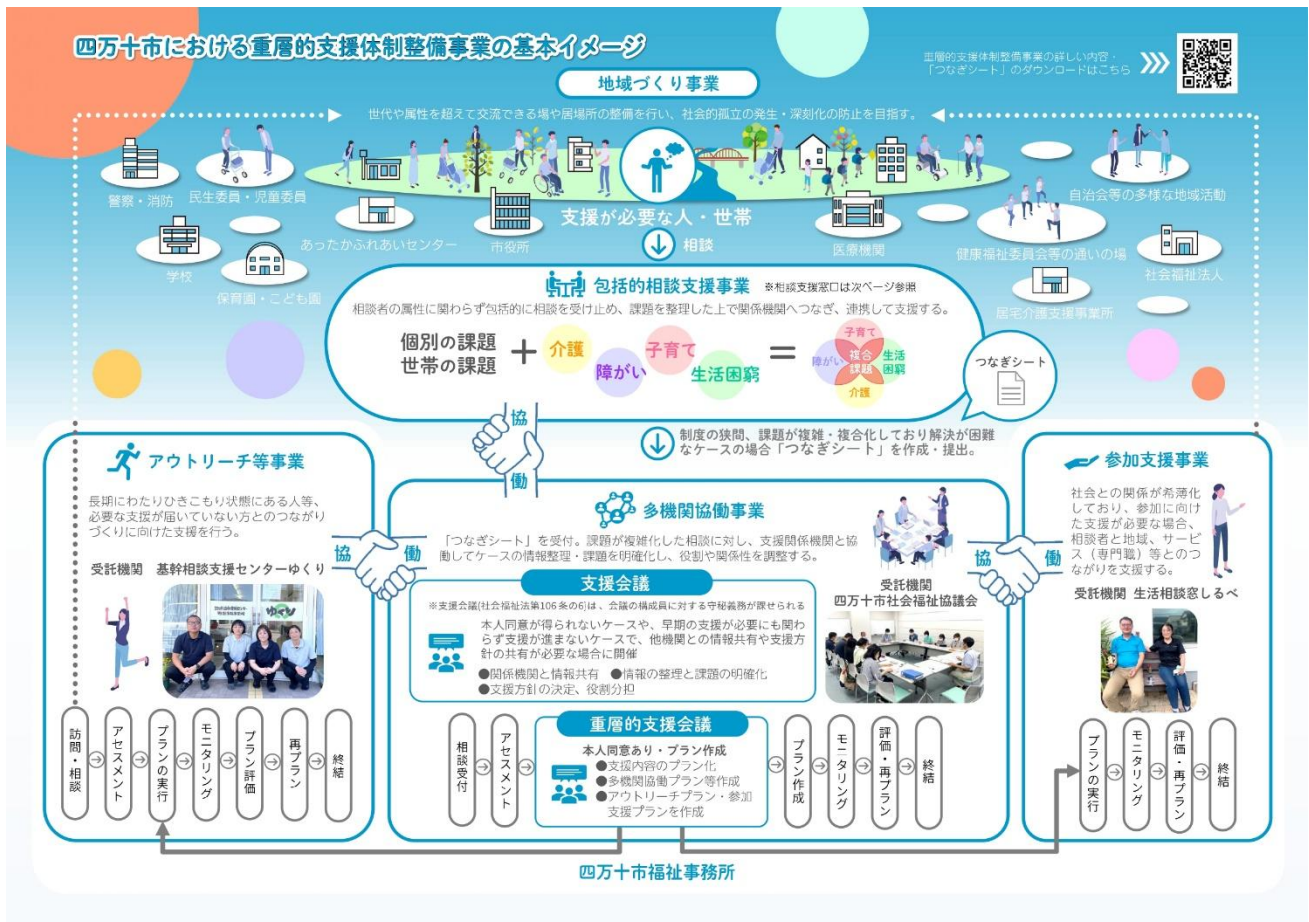 四万十市における重層的支援体制整備事業の基本イメージ
重層的支援体制整備事業の詳しい内容・
「つなぎシート」のダウンロードはこちら
地域づくり事業
世代や属性を超えて交流できる場や居場所の整備を行い、社会的孤立の発生・深刻化の防止を目指す。
警察・消防
民生委員・児童委員
学校
保育園・こども園
あったかふれあいセンター
市役所
支援が必要な人・世帯
相談
医療機関
健康福祉委員会等の通いの場
自治会等の多様な地域活動
社会福祉法人
居宅介護支援事業所
包括的相談支援事業
※相談支援窓口は次ページ参照
相談者の属性に関わらず包括的に相談を受け止め、課題を整理した上で関係機関へつなぎ、連携して支援する。
個別の課題
世帯の課題
+
介護
障がい
子育て
生活困窮
=
子育て
障がい
複合
課題
生活
困窮
介護
つなぎシート
協
働
制度の狭間、課題が複雑・複合化しており解決が困難
なケースの場合「つなぎシート」を作成・提出。
アウトリーチ等事業
長期にわたりひきこもり状態にある人等、
必要な支援が届いていない方とのつながり
づくりに向けた支援を行う。
受託機関 基幹相談支援センターゆくり
ゆくり
訪問・相談
アセスメント
プランの実行
モニタリング
プラン評価
再プラン
終結
協
働
多機関協働事業
「つなぎシート」を受付。課題が複雑化した相談に対し、支援関係機関と協
働してケースの情報整理・課題を明確化し、役割や関係性を調整する。
支援会議
※支援会議(社会福祉法第106条の6)は、会議の構成員に対する守秘義務が課せられる
本人同意が得られないケースや、早期の支援が必要にも関わ
らず支援が進まないケースで、他機関との情報共有や支援方
針の共有が必要な場合に開催
●関係機関と情報共有 ●情報の整理と課題の明確化
●支援方針の決定、役割分担
受託機関
四万十市社会福祉協議会
相談受付
アセスメント
重層的支援会議
本人同意あり・プラン作成
●支援内容のプラン化
●多機関協働プラン等作成
●アウトリーチプラン・参加
支援プランを作成
プラン作成
モニタリング
評価・再プラン
終結
協
働
参加支援事業
社会との関係が希薄化
しており、参加に向け
た支援が必要な場合、
相談者と地域、サービ
ス（専門職）等とのつ
ながりを支援する。
受託機関 生活相談窓しるべ
プランの実行
モニタリング
評価・再プラン
終結
四万十市福祉事務所